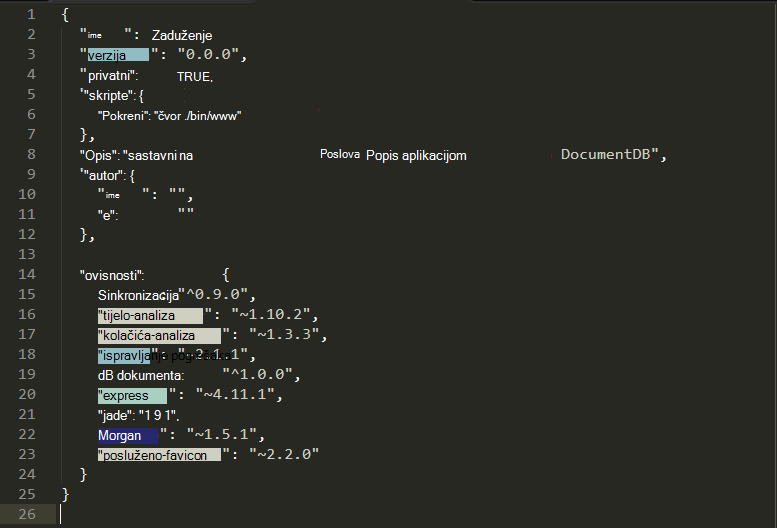 1 {
2 "ime ": Zaduženje
3 "verzija ": "0.0.0",
4 "privatni": TRUE,
5 "skripte": {
6 "Pokreni": "čvor ./bin/www"
7 },
8 "Opis": "sastavni na Poslova Popis aplikacijom DocumentDB",
9 "autor": {
10 "ime ": "",
11 "e": ""
12 },
13
14 "ovisnosti": {
15 Sinkronizacija "^0.9.0",
16 "tijelo-analiza ": "~1.10.2",
17 "kolačića-analiza ": "~1.3.3",
18 "ispravljanje ": "~2.1.1",
19 dB dokumenta: "^1.0.0",
20 "express ": "~4.11.1",
21 "jade": "1 9 1",
22 Morgan ": "~1.5.1",
23 "posluženo-favicon ": "~2.2.0"
24 }
25 }
26